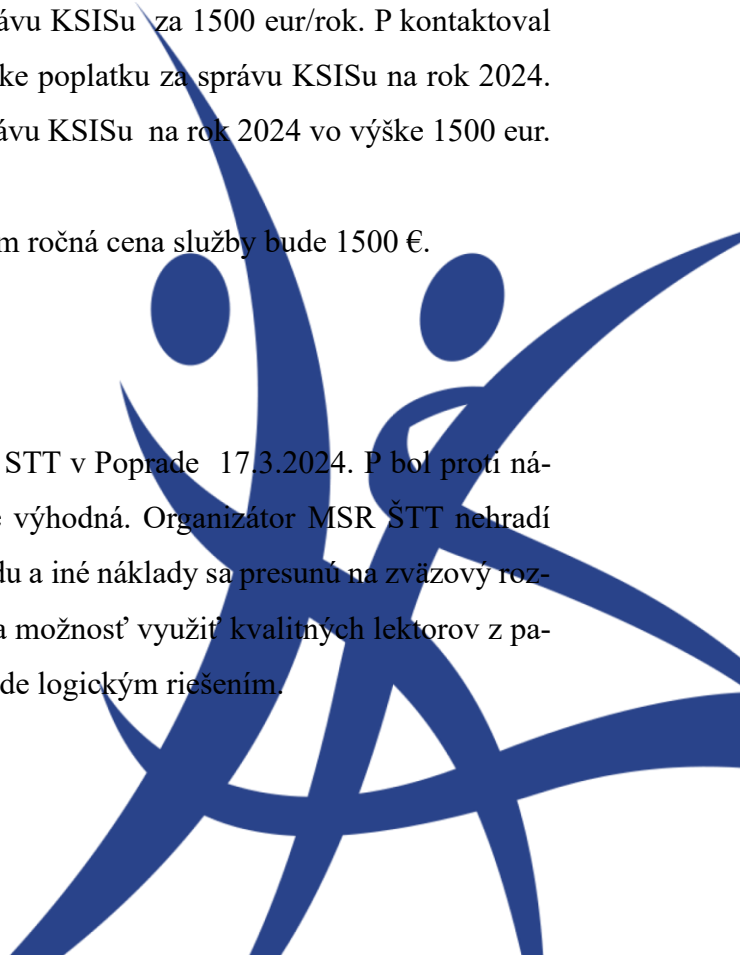 ávu KSISu za 1500 eur/rok. P kontaktoval
ke poplatku za správu KSISu na rok 2024.
ávu KSISu na rok 2024 vo výške 1500 eur.
m ročná cena služby bude 1500 €.
STT v Poprade 17.3.2024. P bol proti ná-
e výhodná. Organizátor MSR ŠTT nehradí
du a iné náklady sa presunú na zväzový roz-
a možnosť využiť kvalitných lektorov z pa-
de logickým riešením.